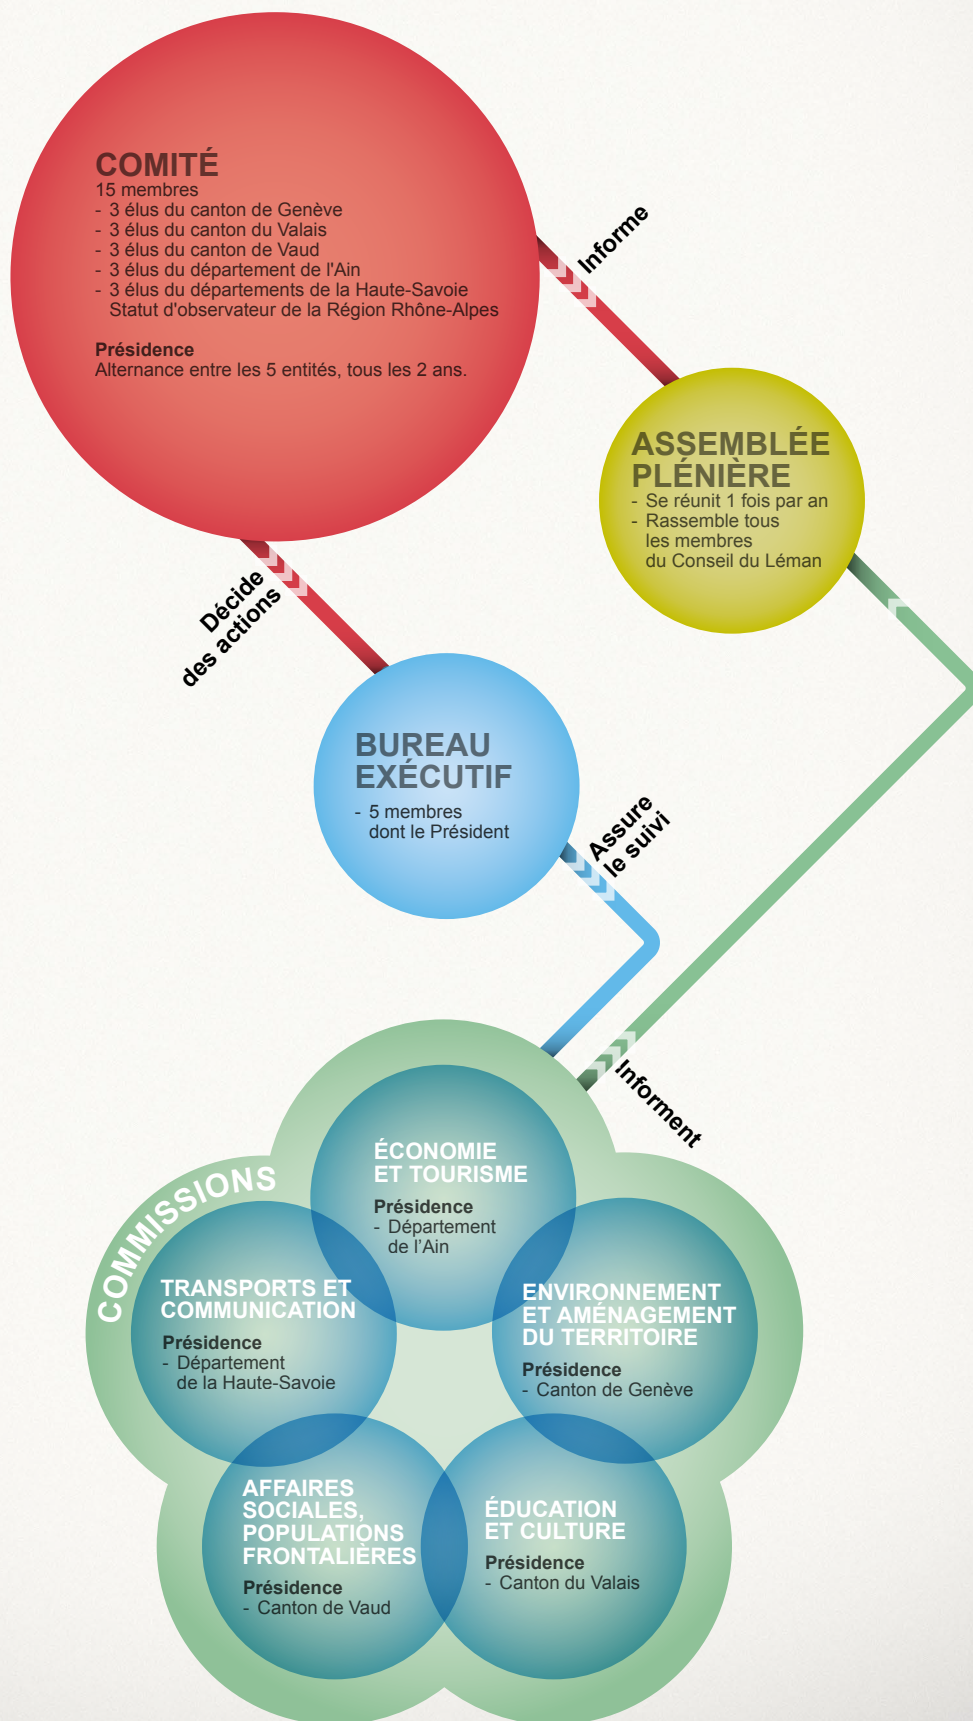 COMITÉ
15 membres
- 3 élus du canton de Genève
- 3 élus du canton du Valais
- 3 élus du canton de Vaud
- 3 élus du département de l'Ain
- 3 élus du départements de la Haute-Savoie
Statut d'observateur de la Région Rhône-Alpes
Présidence
Alternance entre les 5 entités, tous les 2 ans.
Informe
ASSEMBLÉE
PLÉNIÈRE
- Se réunit 1 fois par an
- Rassemble tous
les membres
du Conseil du Léman
Décide
des actions
BUREAU
EXÉCUTIF
- 5 membres
dont le Président
Assure
le suivi
Informent
COMMISSIONS
ÉCONOMIE
ET TOURISME
Présidence
- Département
de l’Ain
TRANSPORTS ET
COMMUNICATION
Présidence
- Département
de la Haute-Savoie
ENVIRONNEMENT
ET AMÉNAGEMENT
DU TERRITOIRE
Présidence
- Canton de Genève
AFFAIRES
SOCIALES,
POPULATIONS
FRONTALIÈRES
Présidence
- Canton de Vaud
ÉDUCATION
ET CULTURE
Présidence
- Canton du Valais